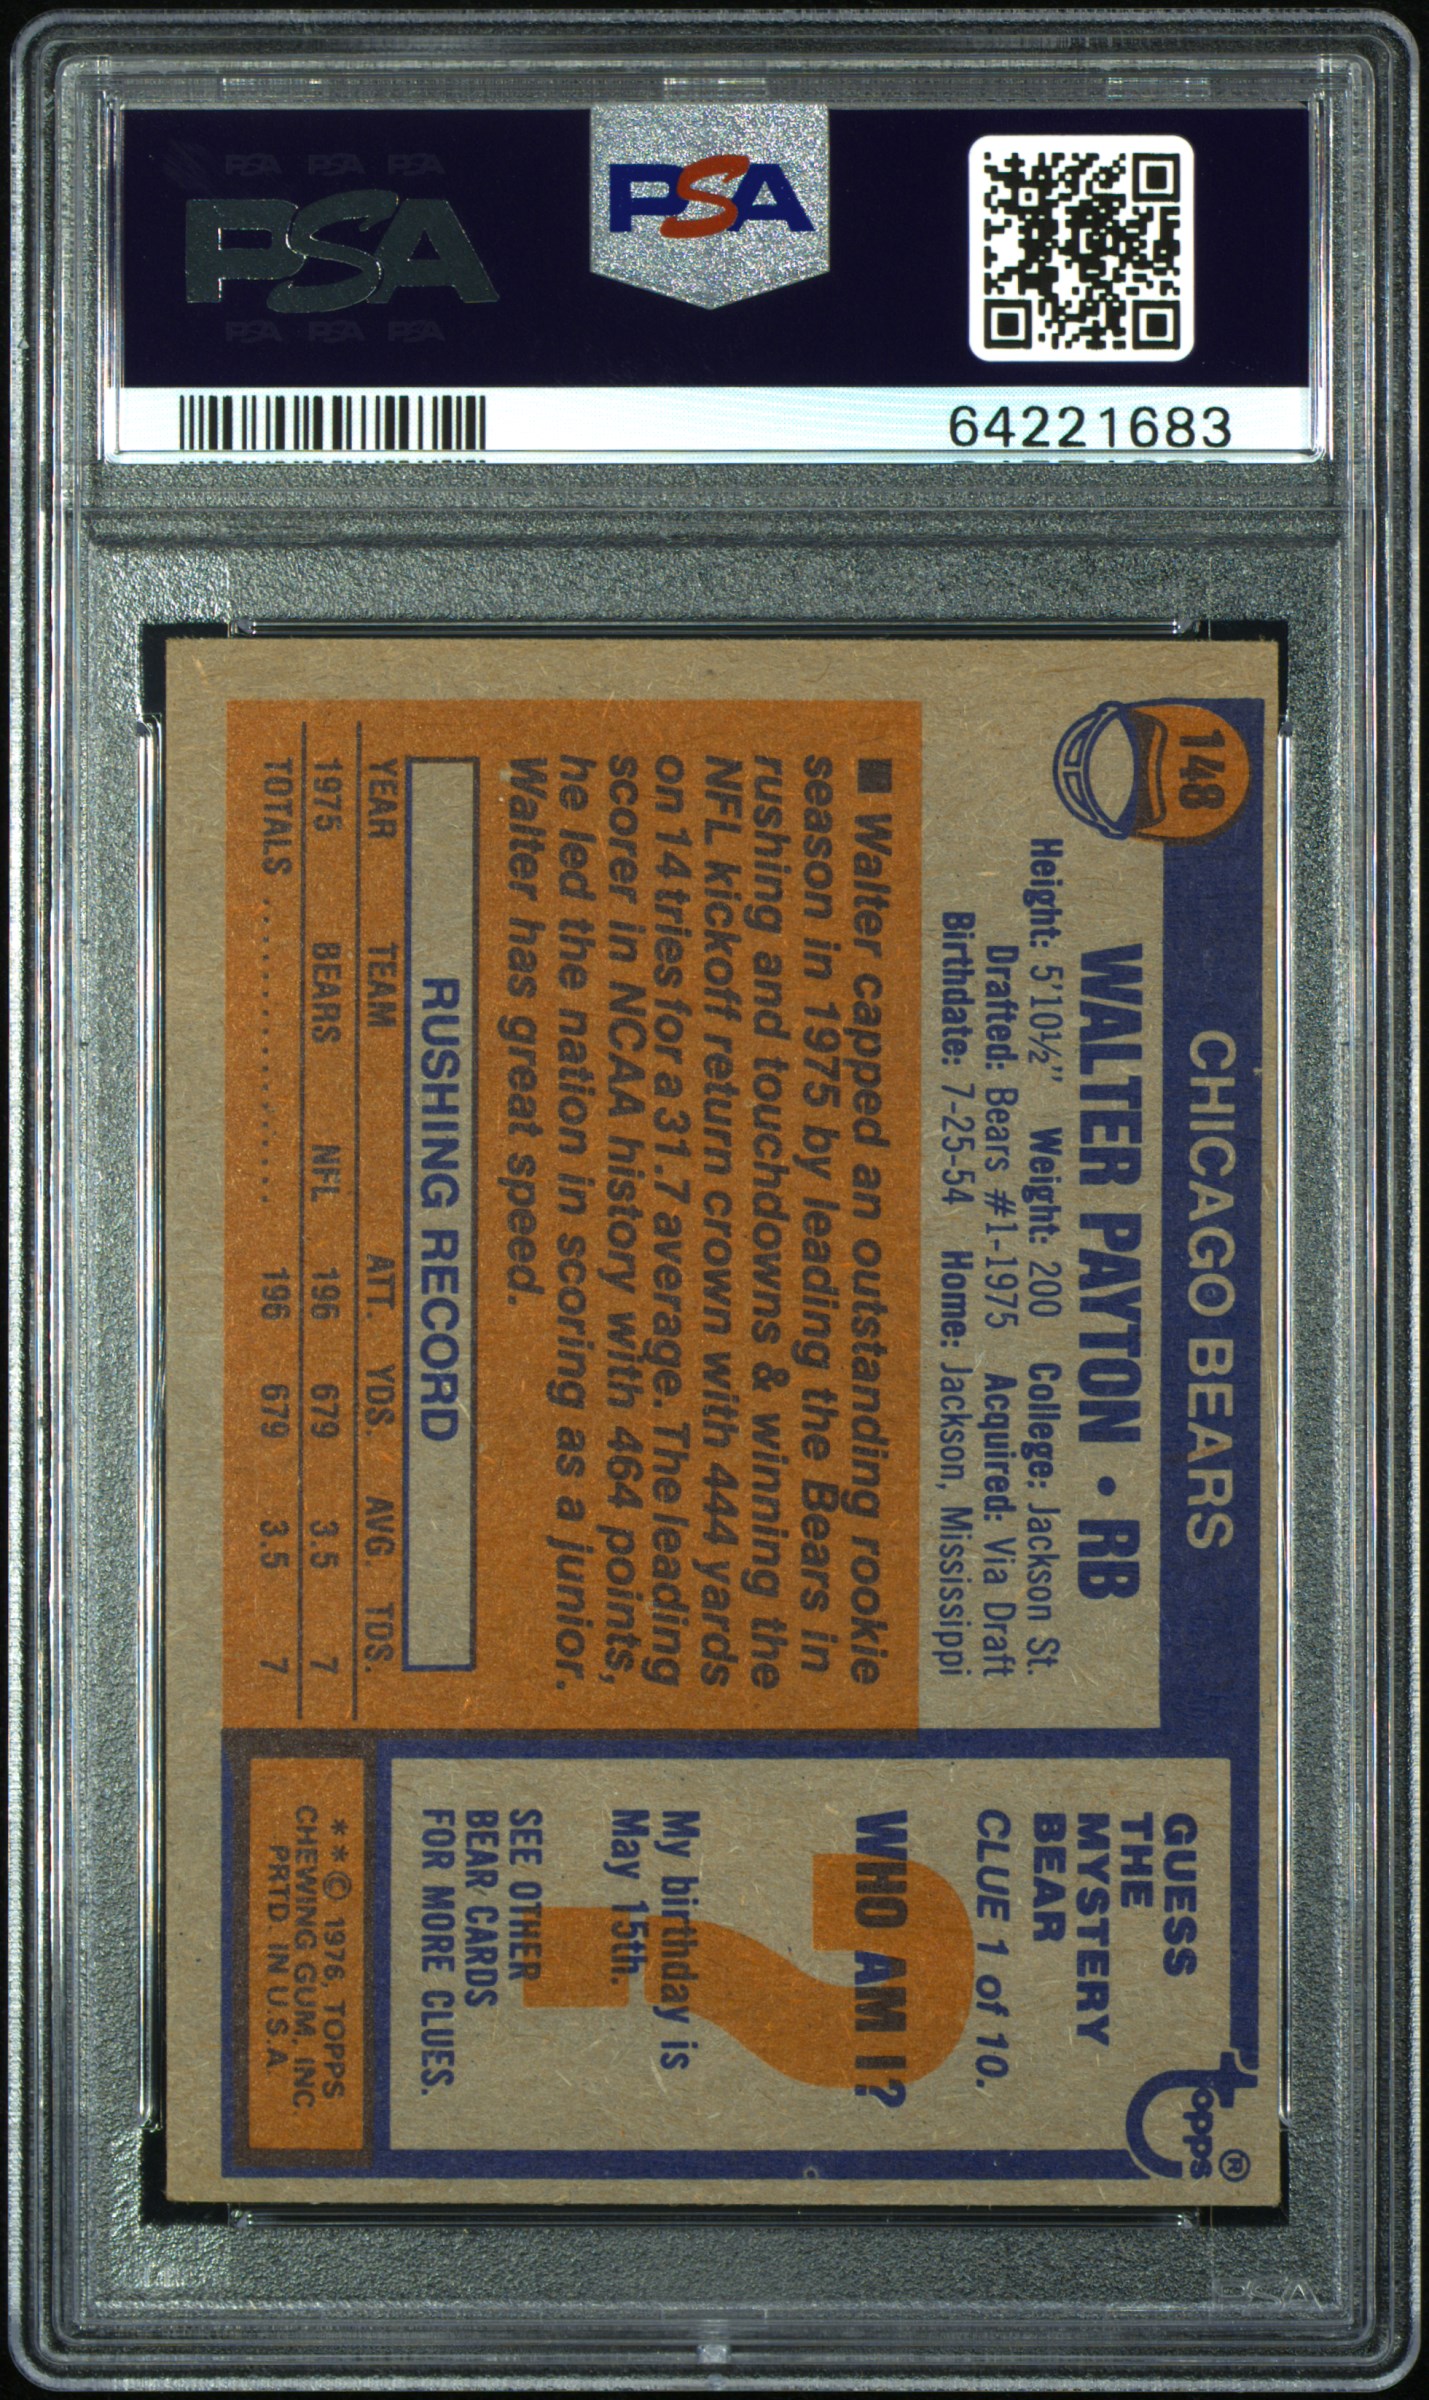 PSA PSA PSA
PSA
PSA PSA PSA
PSA
64221683
148
CHICAGO BEARS
WALTER PAYTON • RB
Height: 5'10½" Weight: 200 College: Jackson St.
Drafted: Bears #1-1975 Acquired: Via Draft
Birthdate: 7-25-54 Home: Jackson, Mississippi
■ Walter capped an outstanding rookie
season in 1975 by leading the Bears in
rushing and touchdowns & winning the
NFL kickoff return crown with 444 yards
on 14 tries for a 31.7 average. The leading
scorer in NCAA history with 464 points,
he led the nation in scoring as a junior.
Walter has great speed.
RUSHING RECORD
YEAR TEAM ATT. YDS. AVG. TDS.
1975 BEARS NFL 196 679 3.5 7
TOTALS .................... 196 679 3.5 7
topps®
GUESS
THE
MYSTERY
BEAR
CLUE 1 of 10.
WHO AM I?
?
My birthday is
May 15th.
SEE OTHER
BEAR CARDS
FOR MORE CLUES.
**© 1976, TOPPS
CHEWING GUM, INC.
PRTD. IN U.S.A.
PSA